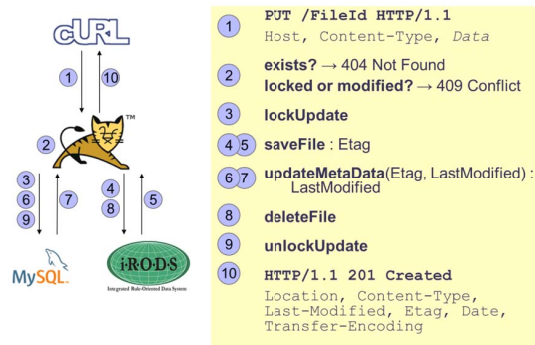 cURL
1
10
TM
2
3
6
9
7
4
8
5
MySQL
i·R·O·D·S
Integrated Rule-Oriented Data System
1 PUT /FileId HTTP/1.1
Host, Content-Type, Data
2 exists? → 404 Not Found
locked or modified? → 409 Conflict
3 lockUpdate
4 5 saveFile : Etag
6 7 updateMetaData(Etag, LastModified) :
LastModified
8 deleteFile
9 unlockUpdate
10 HTTP/1.1 201 Created
Location, Content-Type,
Last-Modified, Etag, Date,
Transfer-Encoding